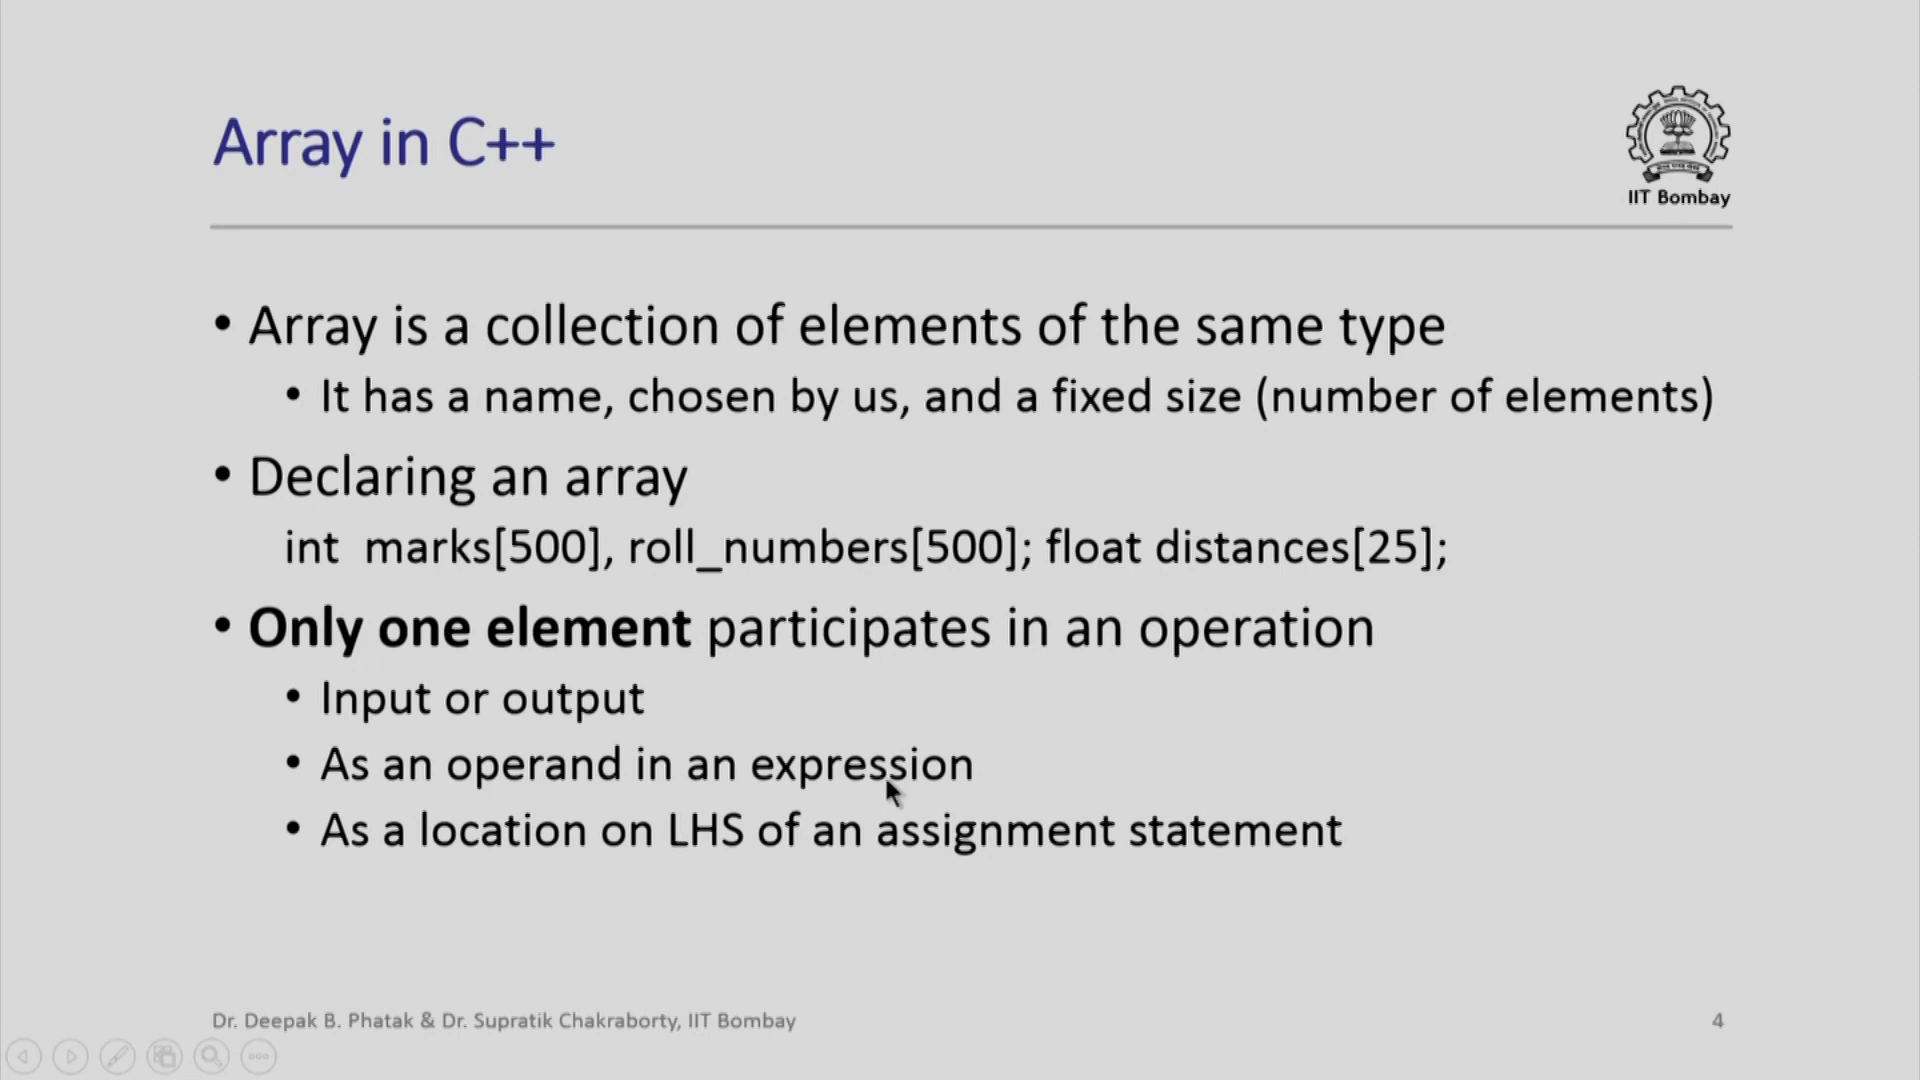 Array in C++
IIT Bombay
• Array is a collection of elements of the same type
• It has a name, chosen by us, and a fixed size (number of elements)
• Declaring an array
int marks[500], roll_numbers[500]; float distances[25];
• Only one element participates in an operation
• Input or output
• As an operand in an expression
• As a location on LHS of an assignment statement
Dr. Deepak B. Phatak & Dr. Supratik Chakraborty, IIT Bombay
4